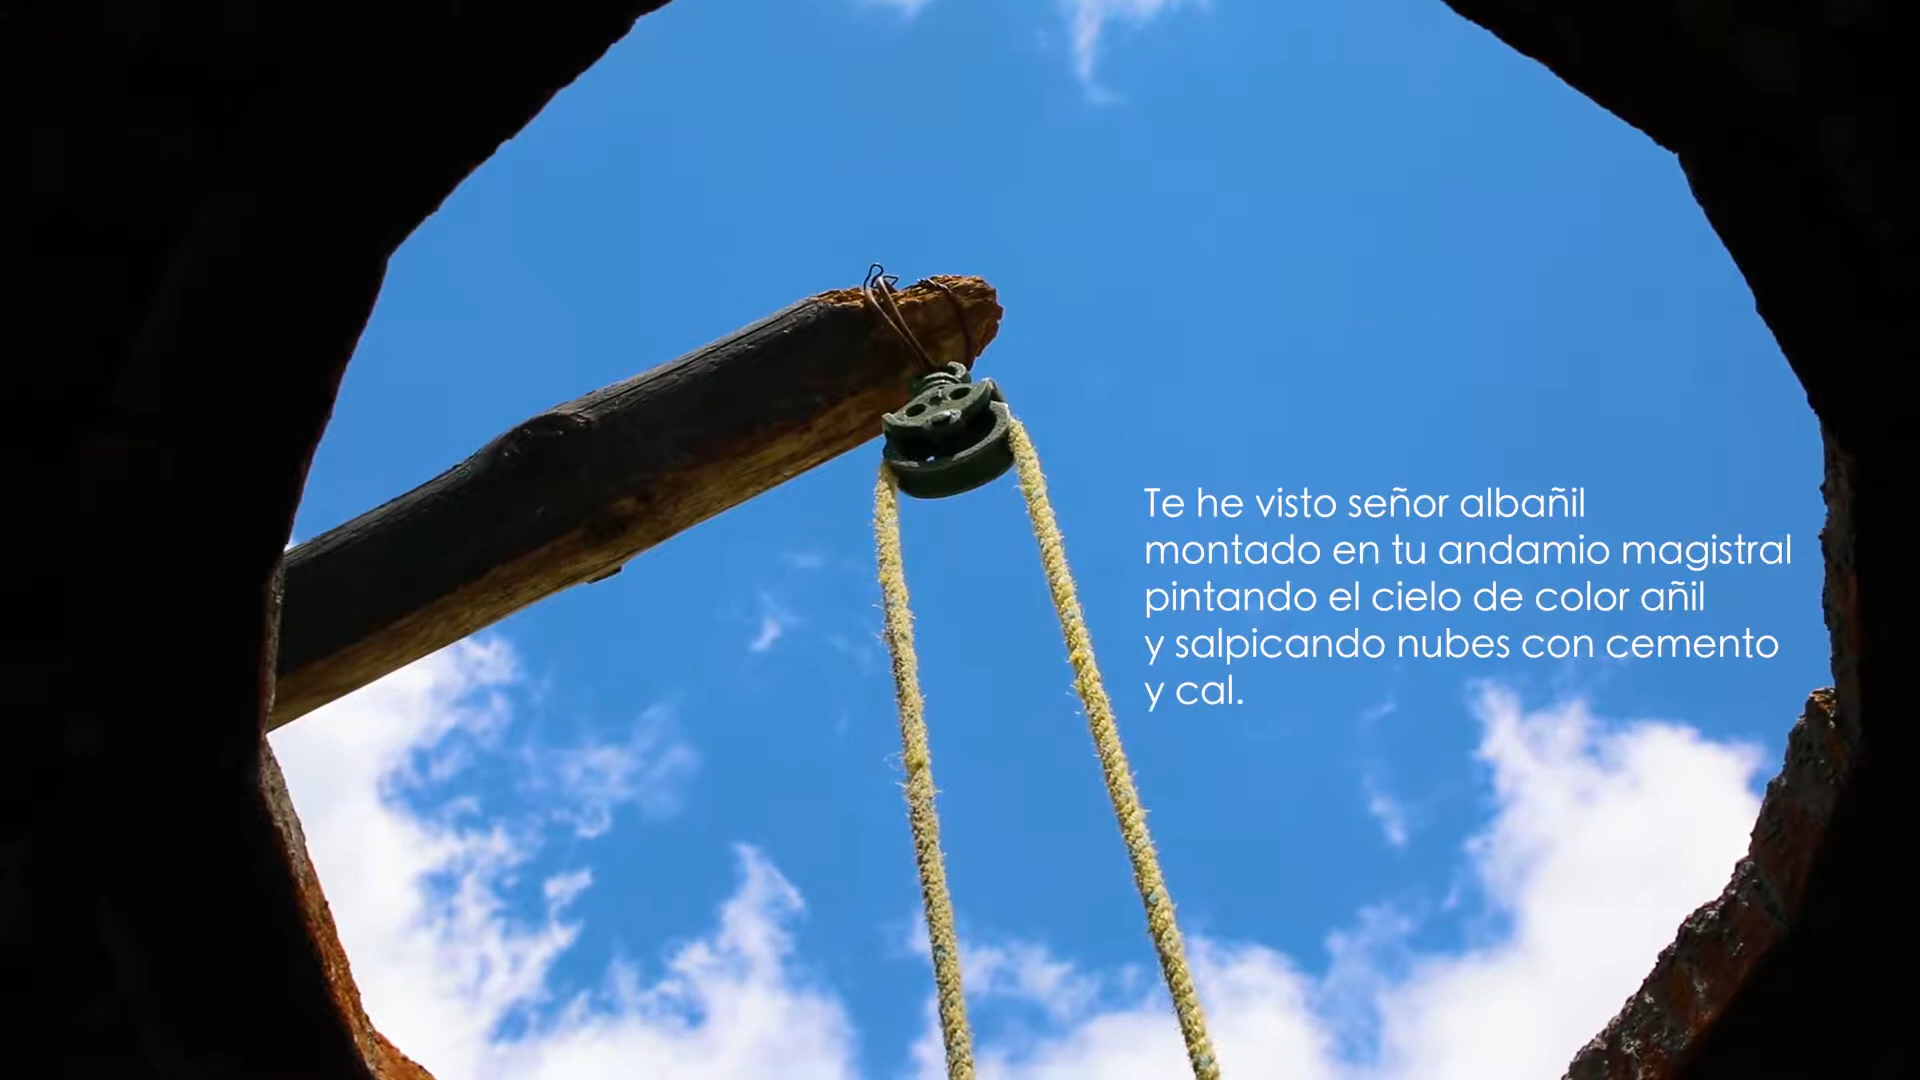 Te he visto señor albañil
montado en tu andamio magistral
pintando el cielo de color añil
y salpicando nubes con cemento
y cal.